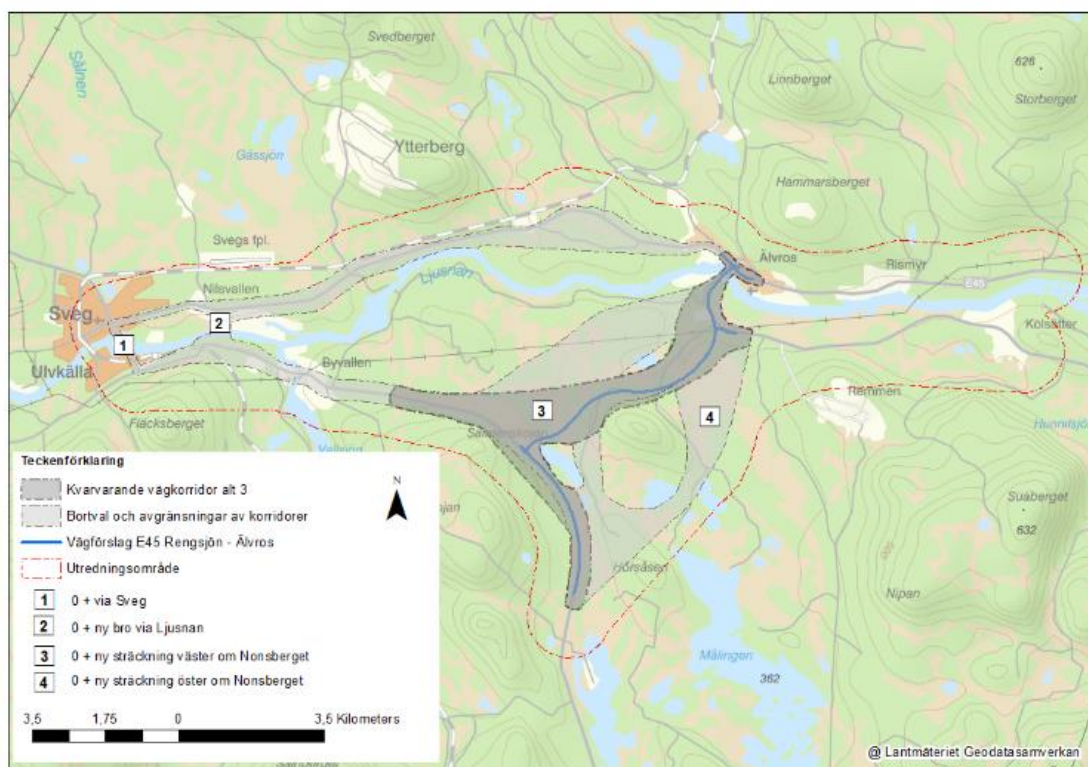 Svedberget
Linnberget
626
Storberget
Sälnen
Gässjön
Ytterberg
Hammarsberget
Svegs fpl.
Älvros
Rismyr
E45
Ljusnan
Nilsvallen
Sveg
2
1
Byvallen
Kolsätter
Ulvkälla
Remmen
Flacksberget
3
4
Hunnitsjö
Teckenförklaring
N
Kvarvarande vägkorridor alt 3
Suaberget
Bortval och avgränsningar av korridorer
632
Vägförslag E45 Rengsjön - Älvros
Utredningsområde
Hörsåsen
600
Nipan
1 0 + via Sveg
2 0 + ny bro via Ljusnan
3 0 + ny sträckning väster om Nonsberget
Målingen
4 0 + ny sträckning öster om Nonsberget
362
3,5 1,75 0 3,5 Kilometers
@ Lantmäteriet Geodatasamverkan